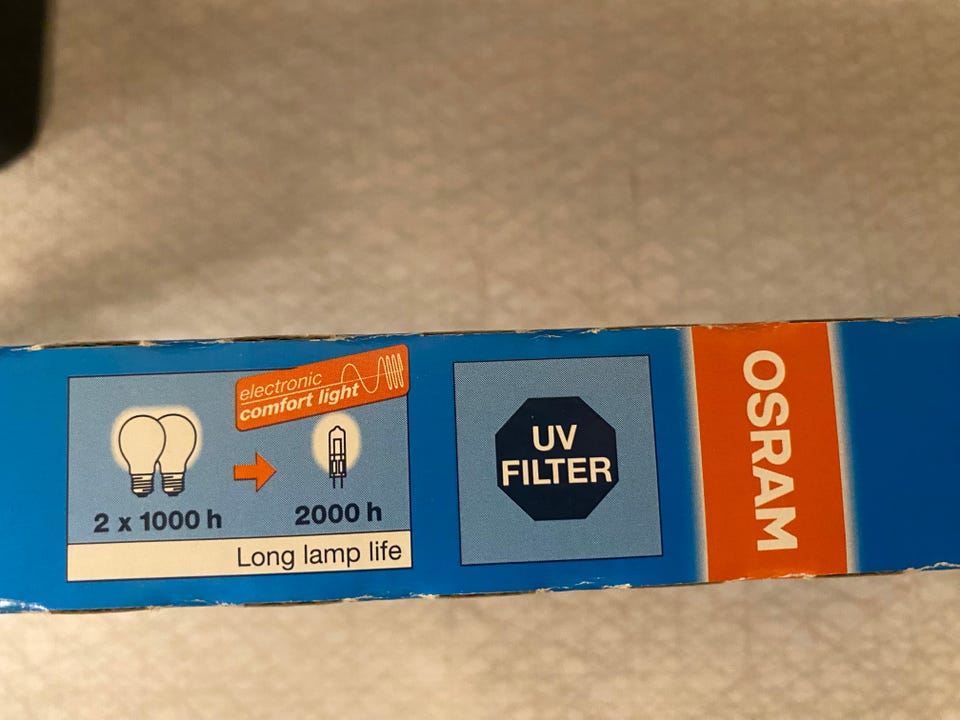 electronic
comfort light
2 x 1000 h
2000 h
Long lamp life
UV
FILTER
OSRAM